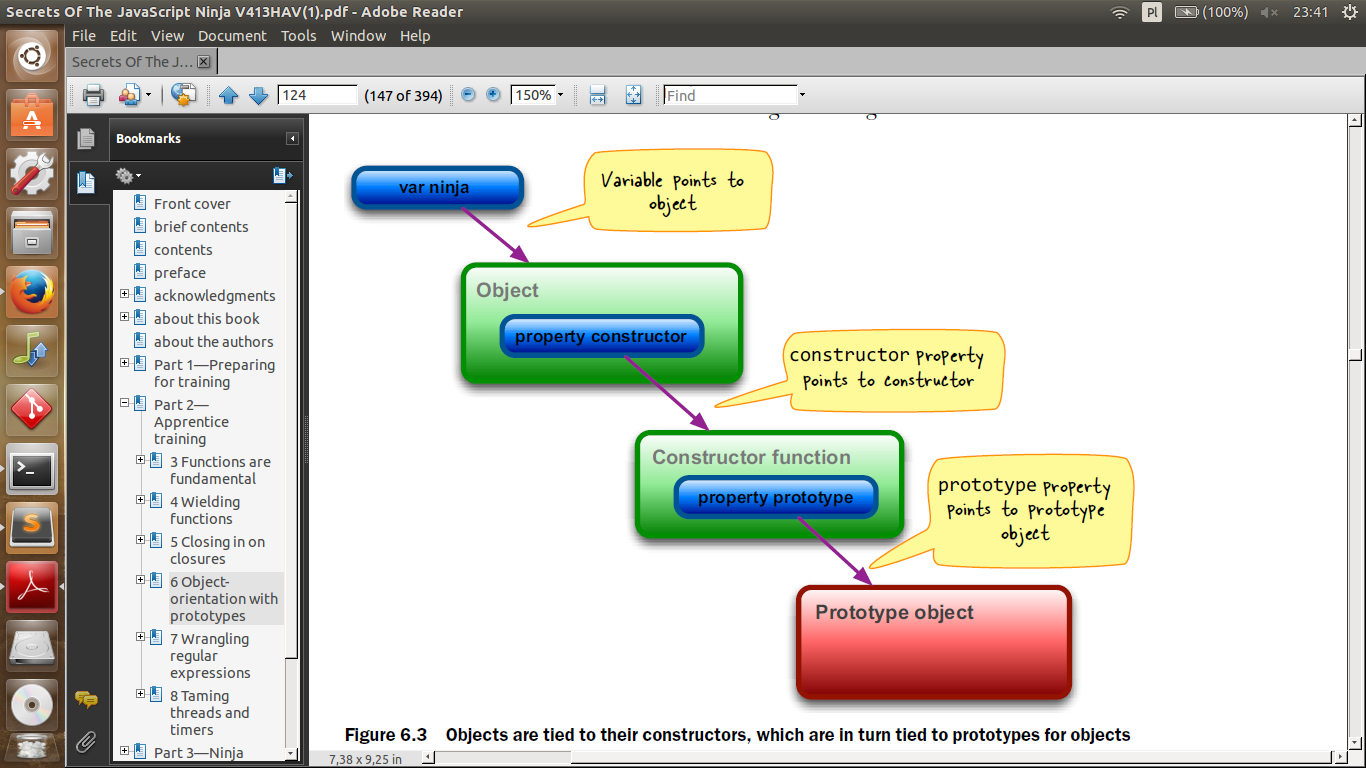 Secrets Of The JavaScript Ninja V413HAV(1).pdf - Adobe Reader
Pl
(100%)
23:41
File Edit View Document Tools Window Help
Secrets Of The J...
124
(147 of 394)
150%
Find
Bookmarks
Front cover
brief contents
contents
preface
acknowledgments
about this book
about the authors
Part 1—Preparing
for training
Part 2—
Apprentice
training
3 Functions are
fundamental
4 Wielding
functions
5 Closing in on
closures
6 Object-
orientation with
prototypes
7 Wrangling
regular
expressions
8 Taming
threads and
timers
Part 3—Ninja
var ninja
Variable points to
object
Object
property constructor
constructor property
points to constructor
Constructor function
property prototype
prototype property
points to prototype
object
Prototype object
Figure 6.3 Objects are tied to their constructors, which are in turn tied to prototypes for objects
7,38 x 9,25 in